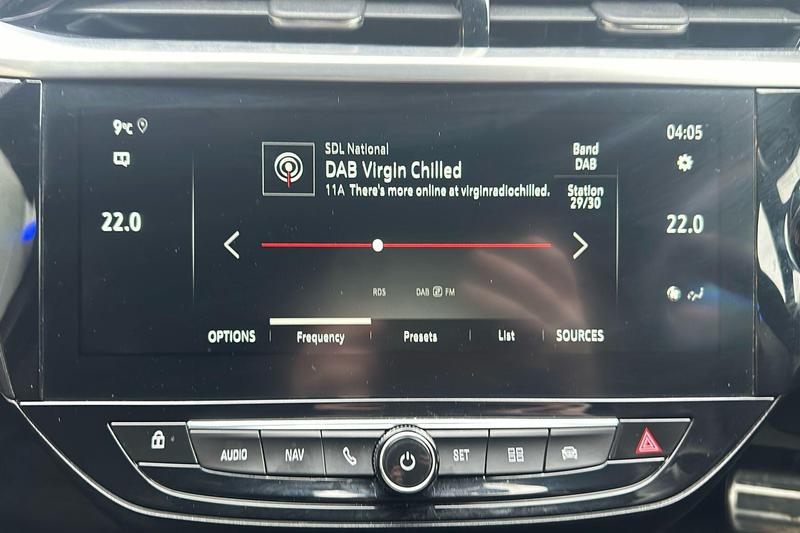 9°C
04:05
SDL National
DAB Virgin Chilled
11A There's more online at virginradiochilled.
Band
DAB
Station
29/30
22.0
22.0
RDS
DAB FM
OPTIONS
Frequency
Presets
List
SOURCES
AUDIO
NAV
SET